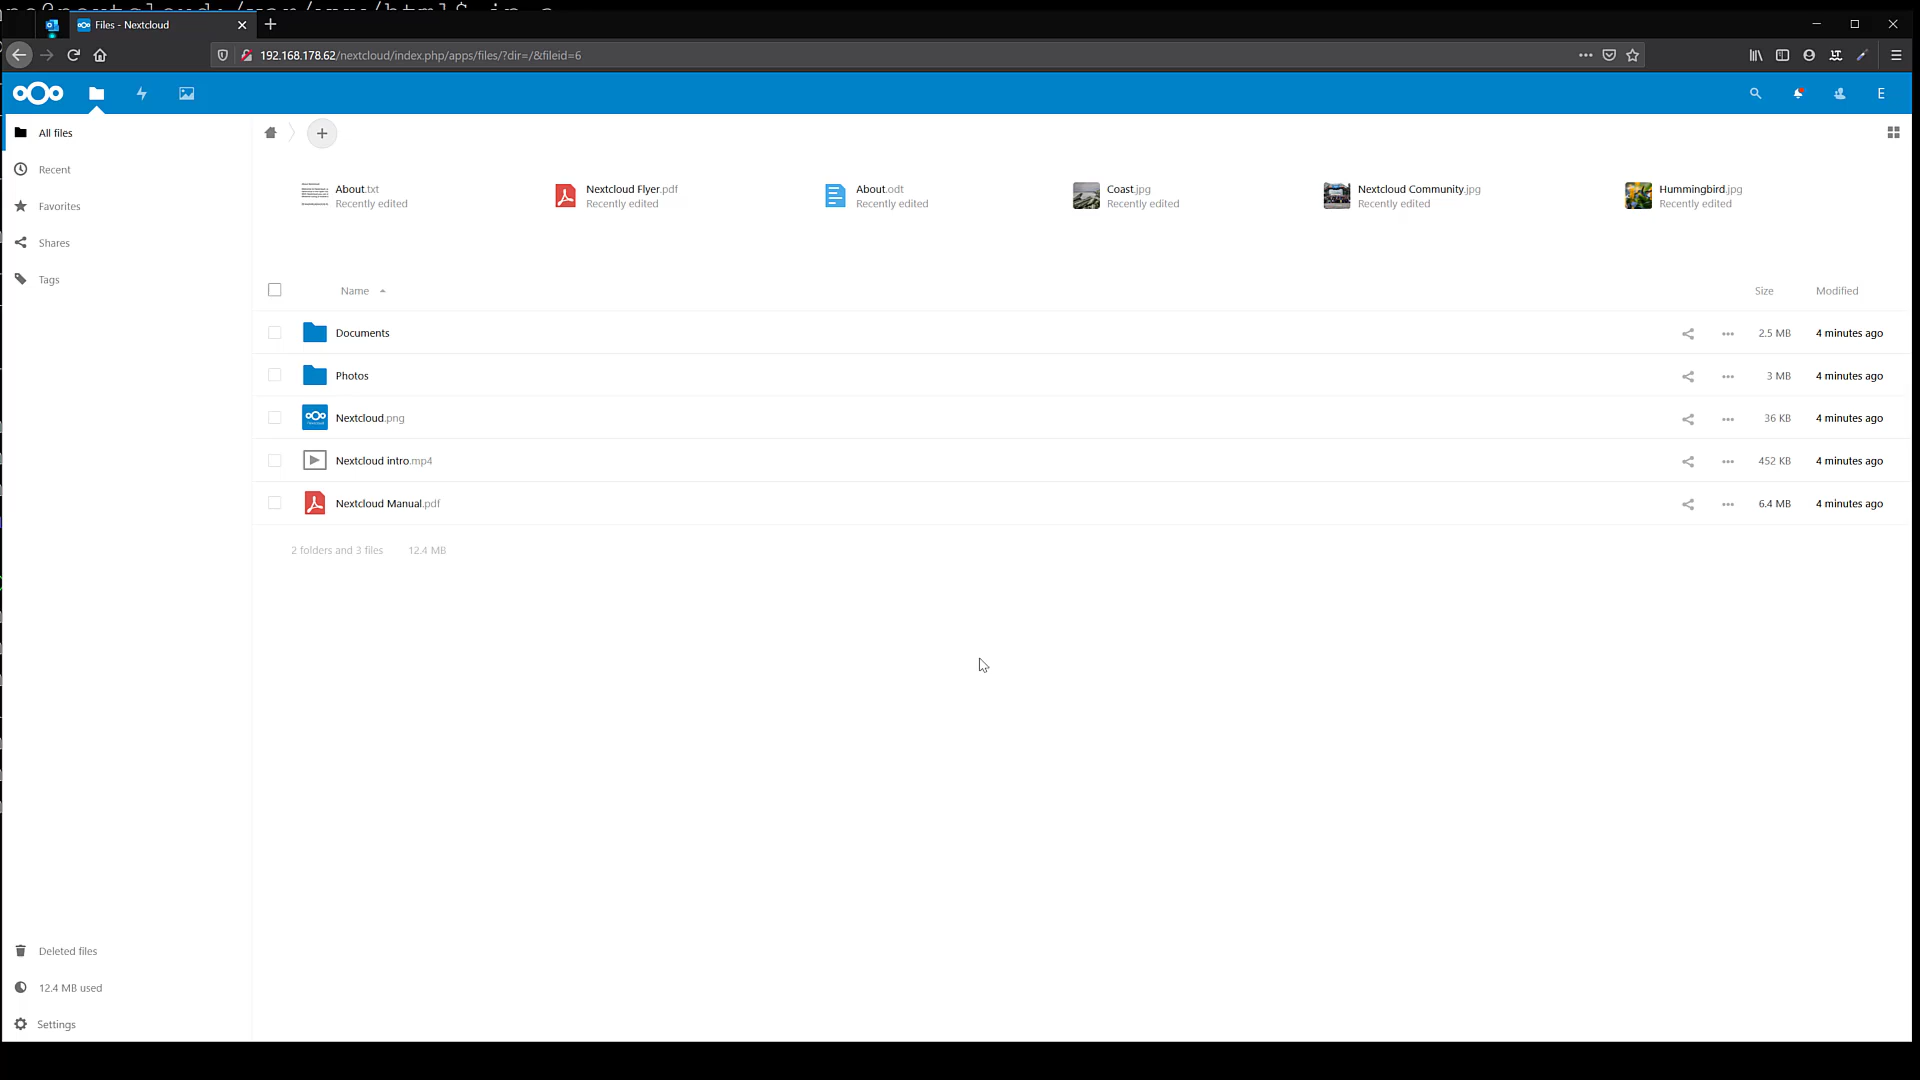 Files - Nextcloud
192.168.178.62/nextcloud/index.php/apps/files/?dir=/&fileid=6
E
All files
Recent
Favorites
Shares
Tags
About.txt
Recently edited
Nextcloud Flyer.pdf
Recently edited
About.odt
Recently edited
Coast.jpg
Recently edited
Nextcloud Community.jpg
Recently edited
Hummingbird.jpg
Recently edited
Name Size Modified
Documents 2.5 MB 4 minutes ago
Photos 3 MB 4 minutes ago
Nextcloud.png 36 KB 4 minutes ago
Nextcloud intro.mp4 452 KB 4 minutes ago
Nextcloud Manual.pdf 6.4 MB 4 minutes ago
2 folders and 3 files 12.4 MB
Deleted files
12.4 MB used
Settings